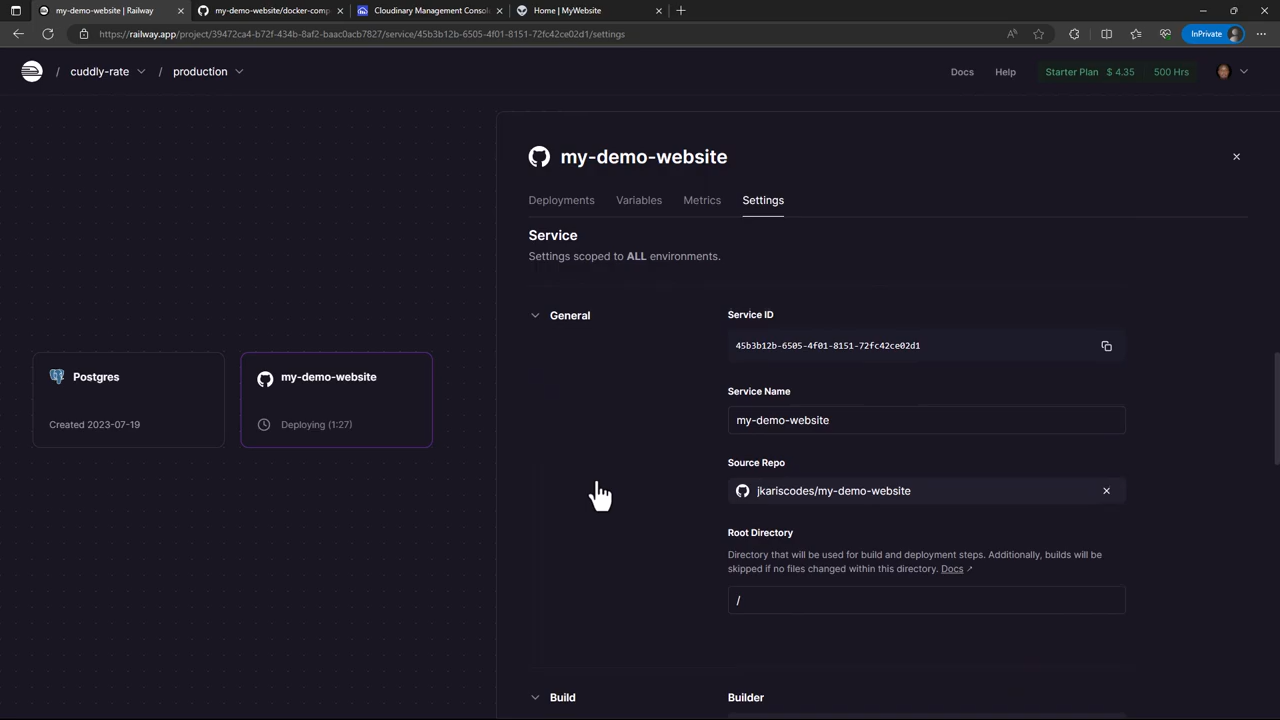 my-demo-website | Railway
my-demo-website/docker-comp
Cloudinary Management Consol
Home | MyWebsite
https://railway.app/project/39472ca4-b72f-434b-8af2-baac0acb7827/service/45b3b12b-6505-4f01-8151-72fc42ce02d1/settings
InPrivate
/ cuddly-rate / production
Docs Help Starter Plan $ 4.35 500 Hrs
my-demo-website
Deployments Variables Metrics Settings
Service
Settings scoped to ALL environments.
General
Service ID
45b3b12b-6505-4f01-8151-72fc42ce02d1
Service Name
my-demo-website
Source Repo
jkariscodes/my-demo-website
Root Directory
Directory that will be used for build and deployment steps. Additionally, builds will be
skipped if no files changed within this directory. Docs ↗
/
Build
Builder
Postgres
Created 2023-07-19
my-demo-website
Deploying (1:27)